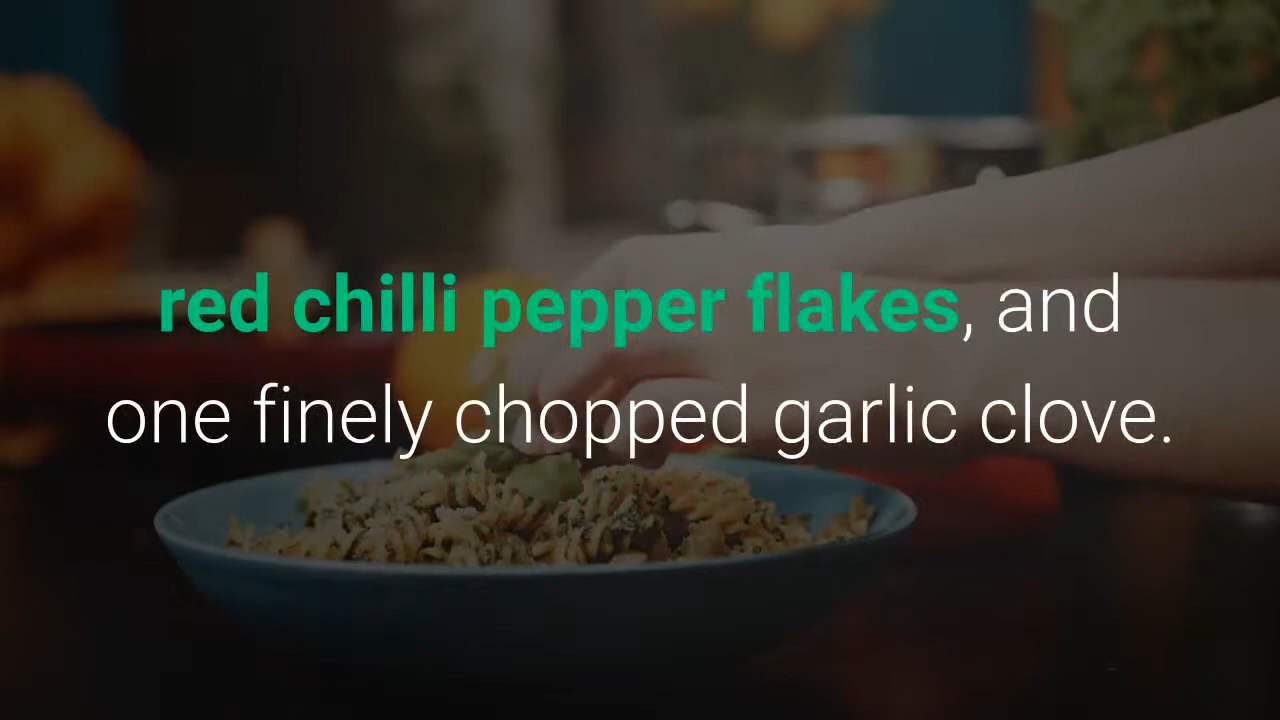 red chilli pepper flakes, and
one finely chopped garlic clove.